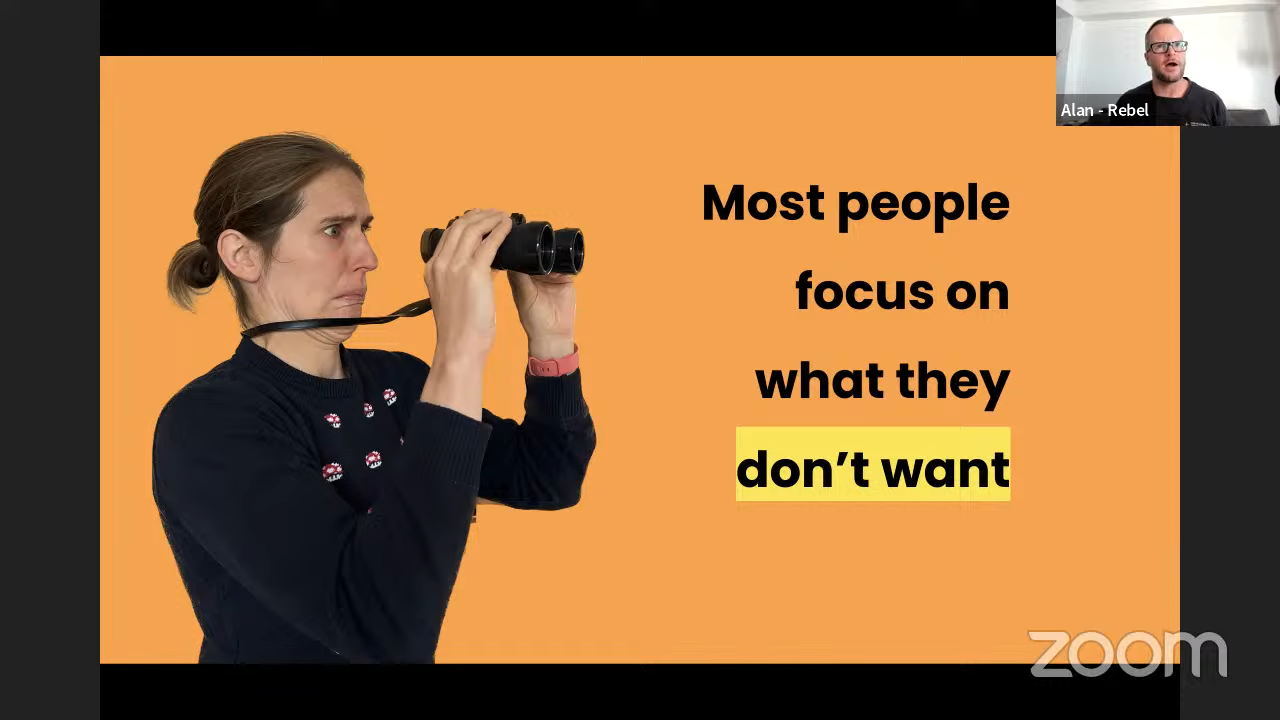 Alan - Rebel
Most people
focus on
what they
don’t want
zoom